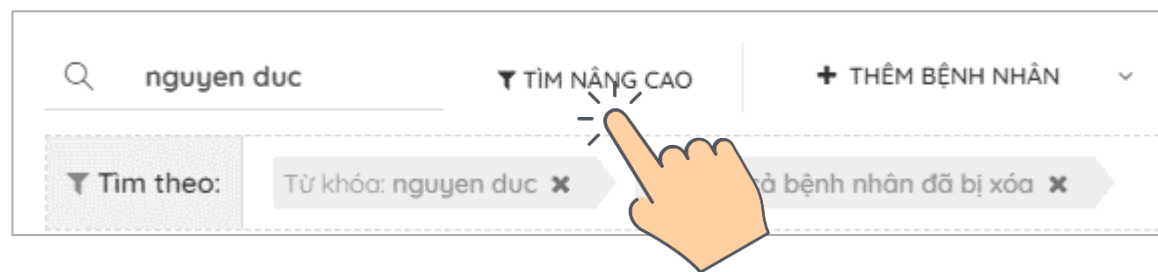 nguyen duc TÌM NÂNG CAO + THÊM BỆNH NHÂN
Tìm theo: Từ khóa: nguyen duc ✖ cả bệnh nhân đã bị xóa ✖